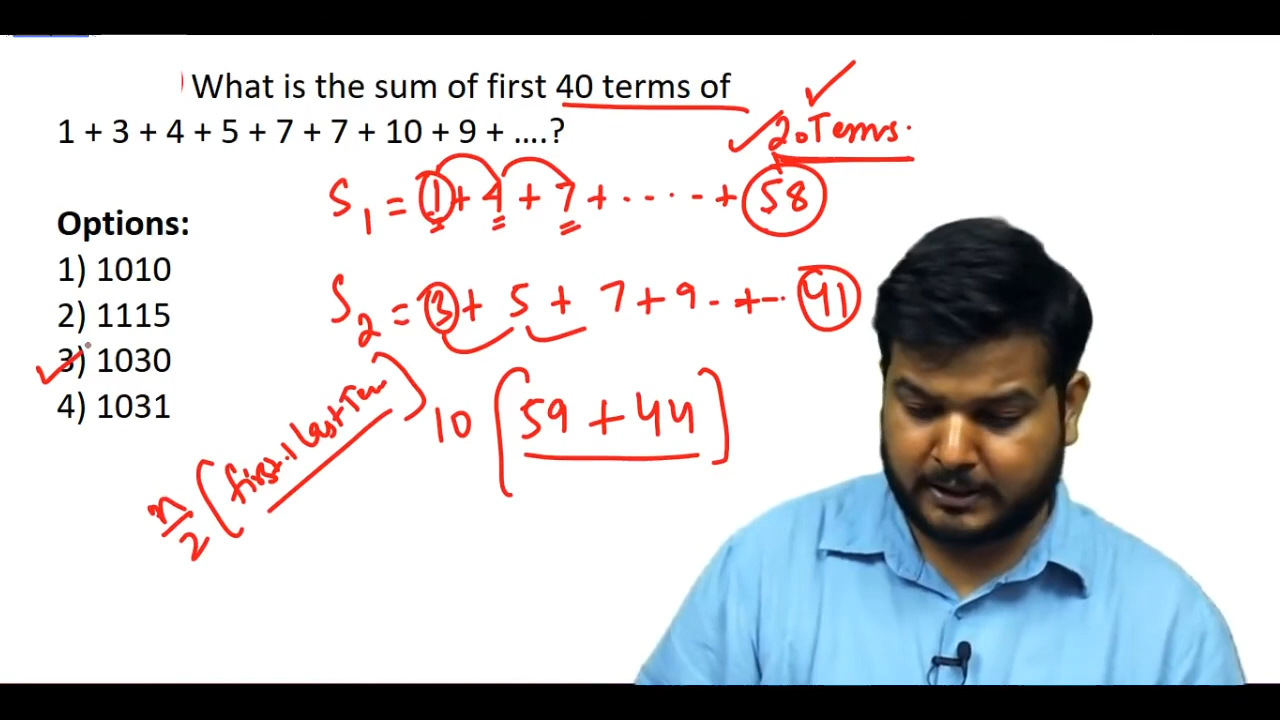 What is the sum of first 40 terms of
1 + 3 + 4 + 5 + 7 + 7 + 10 + 9 + ....?
20 Terms.
S1 = 1 + 4 + 7 + ..... + 58
Options:
1) 1010
2) 1115
3) 1030
4) 1031
S2 = 3 + 5 + 7 + 9 - + - . 41
10 [59 + 44]
n/2 (first + last Term)